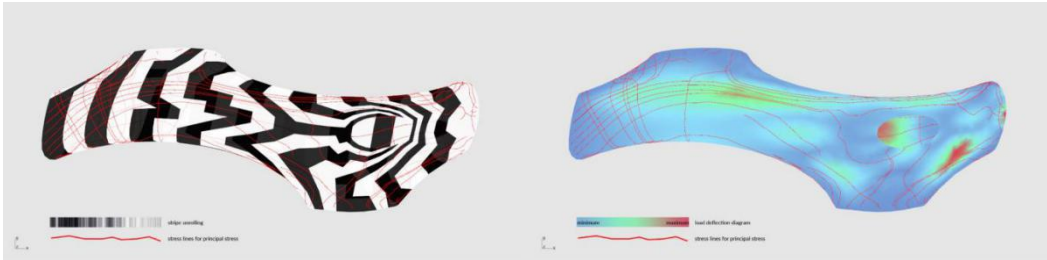 stripe seedling
stress lines for principal stress
minimum maximum load deflection diagram
stress lines for principal stress